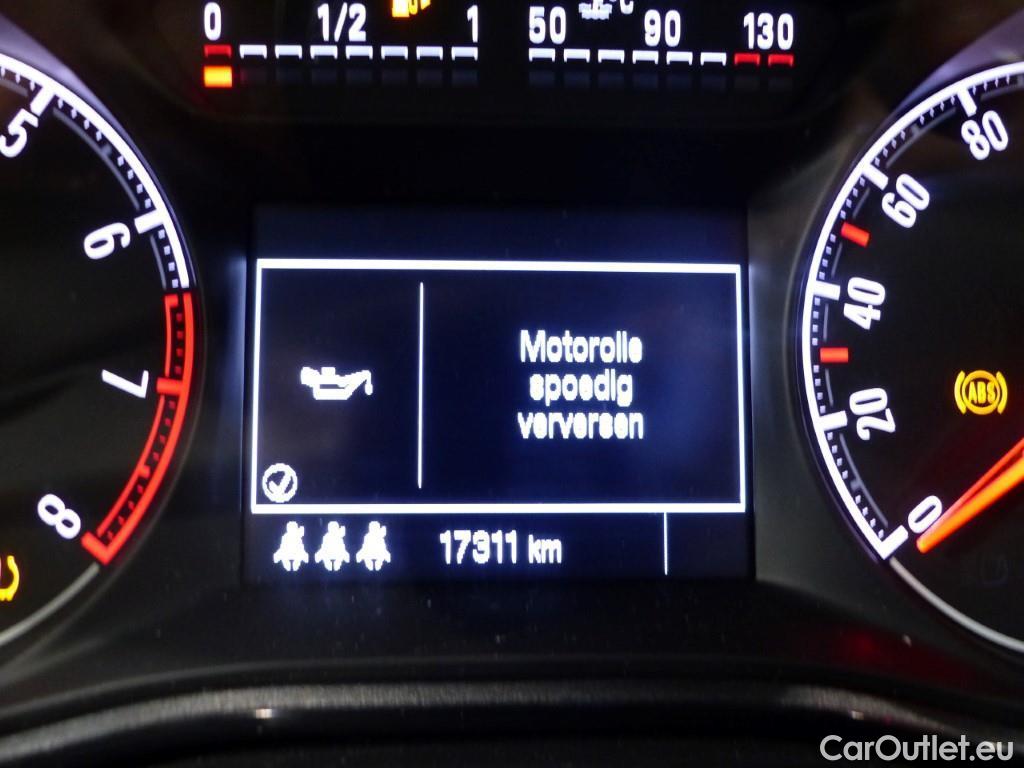 0 1/2 1 50 °C 90 130
5
6
7
8
80
60
40
20
0
ABS
Motorolie
spoedig
verversen
17311 km
CarOutlet.eu